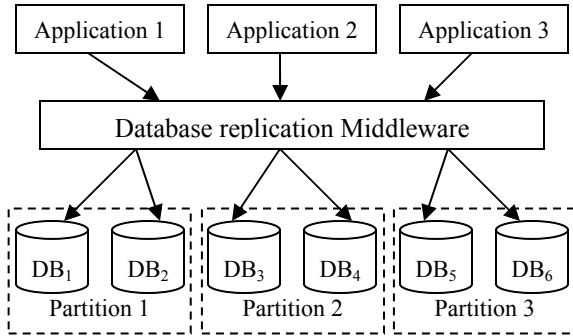 Application 1 Application 2 Application 3
Database replication Middleware
DB₁ DB₂ DB₃ DB₄ DB₅ DB₆
Partition 1 Partition 2 Partition 3